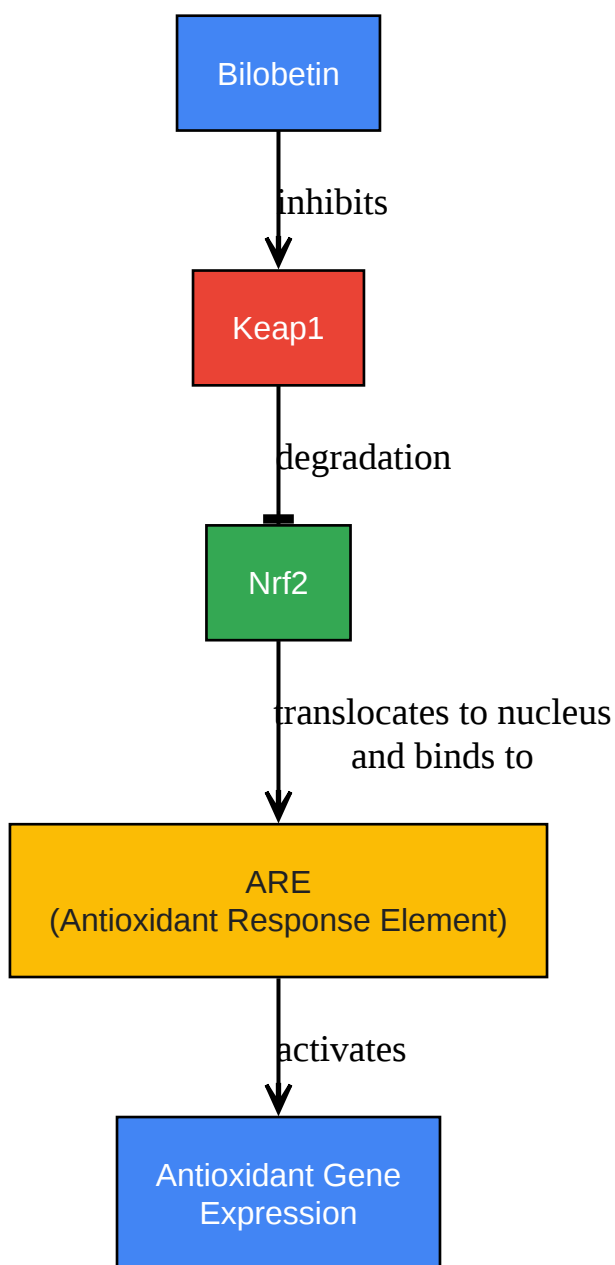 Bilobetin
inhibits
Keap1
degradation
Nrf2
translocates to nucleus
and binds to
ARE
(Antioxidant Response Element)
activates
Antioxidant Gene
Expression